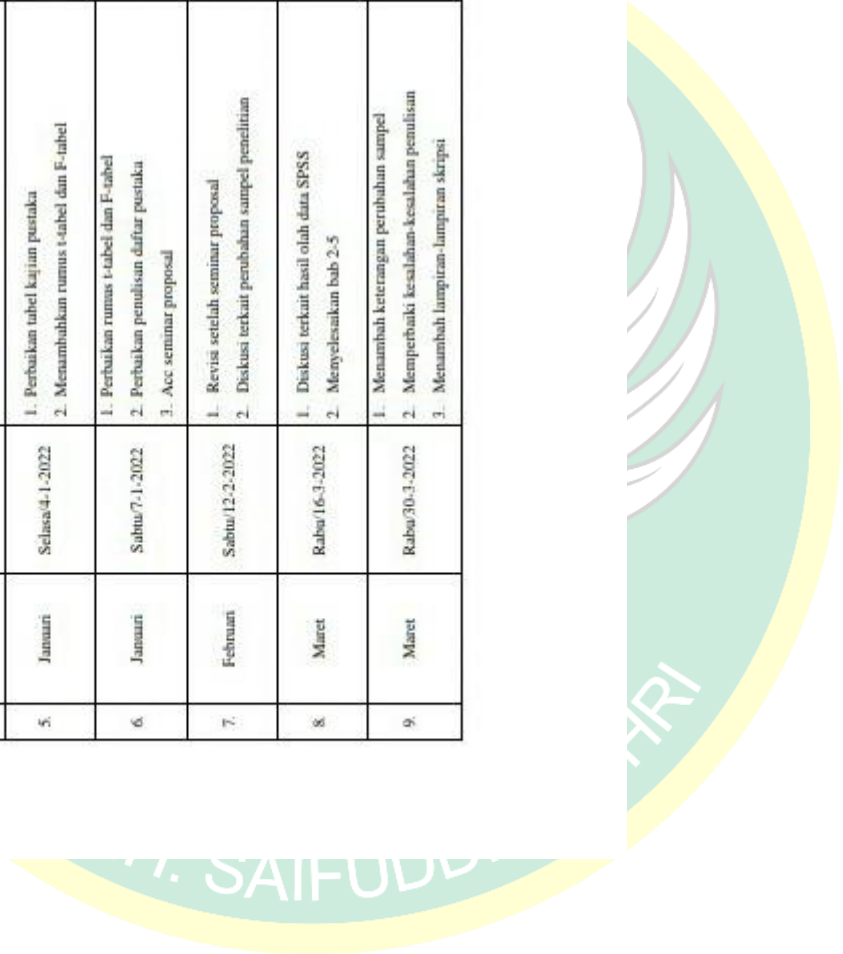 5.
Januari
Selasa/4-1-2022
1. Perbaikan tabel kajian pustaka
2. Menambahkan rumus t-tabel dan F-tabel
6.
Januari
Sabtu/7-1-2022
1. Perbaikan rumus t-tabel dan F-tabel
2. Perbaikan penulisan daftar pustaka
3. Acc seminar proposal
7.
Februari
Sabtu/12-2-2022
1. Revisi setelah seminar proposal
2. Diskusi terkait perubahan sampel penelitian
8.
Maret
Rabu/16-3-2022
1. Diskusi terkait hasil olah data SPSS
2. Menyelesaikan bab 2-5
9.
Maret
Rabu/30-3-2022
1. Menambah keterangan perubahan sampel
2. Memperbaiki kesalahan-kesalahan penulisan
3. Menambah lampiran-lampiran skripsi
H. SAIFUDD
HRI